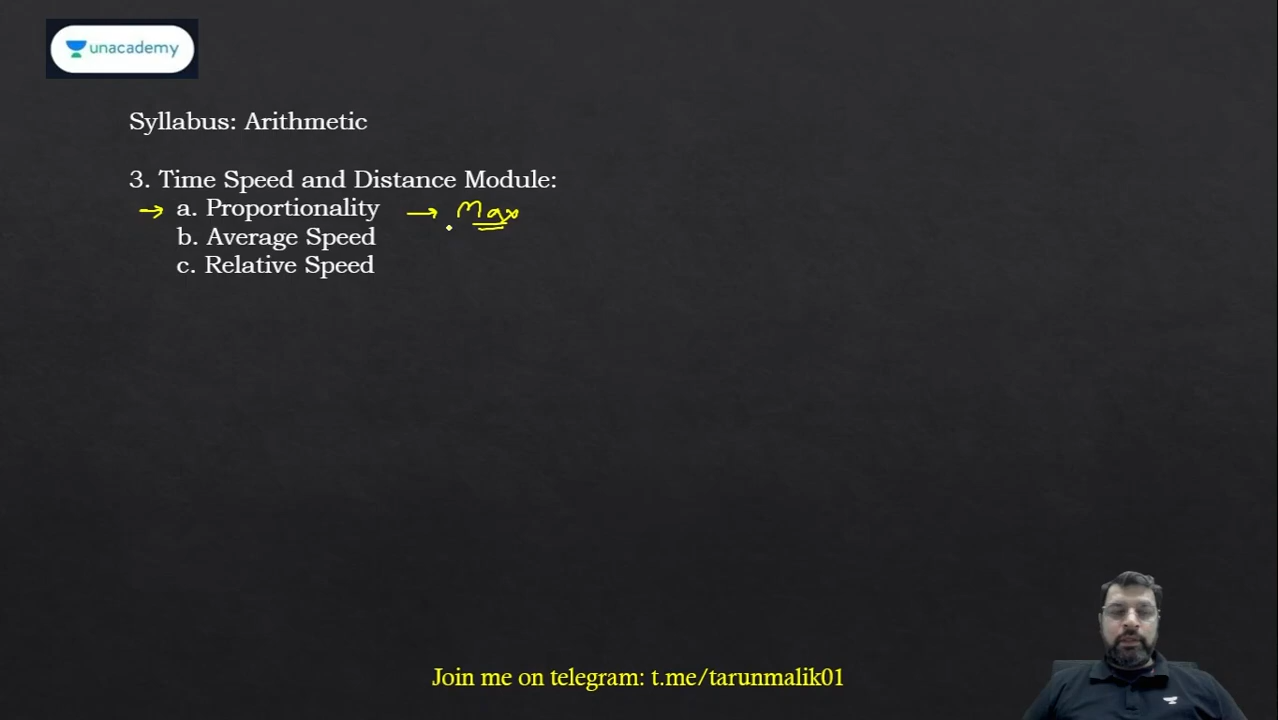 unacademy
Syllabus: Arithmetic
3. Time Speed and Distance Module:
→ a. Proportionality → Max
b. Average Speed
c. Relative Speed
Join me on telegram: t.me/tarunmalik01